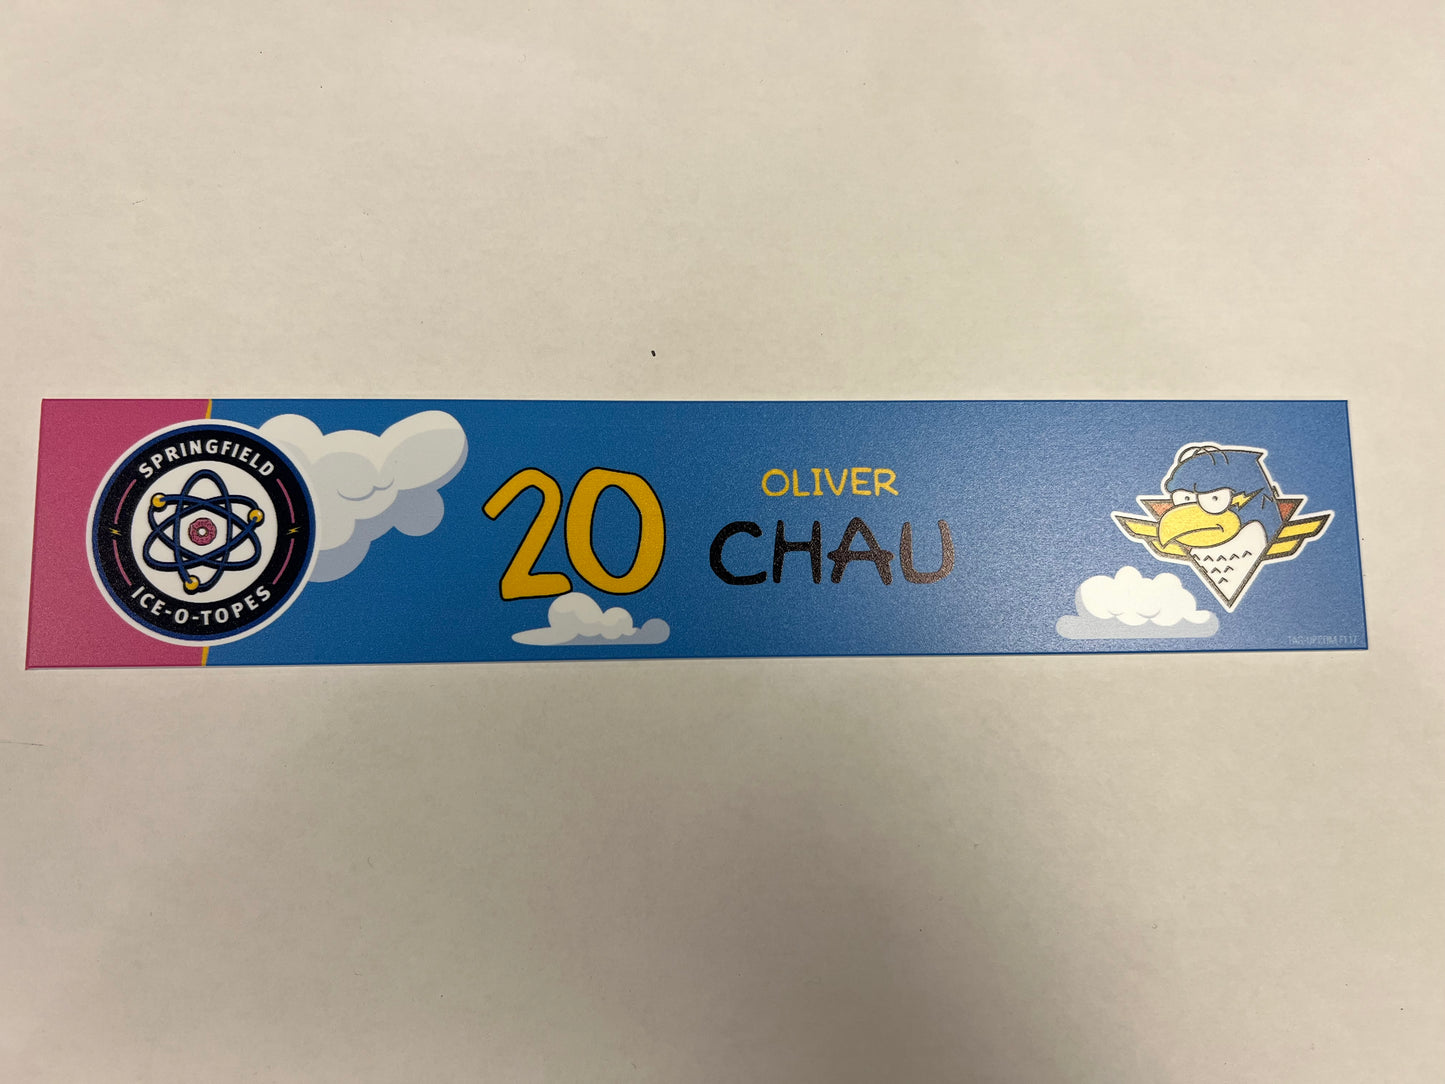 SPRINGFIELD
ICE-O-TOPES
20
OLIVER
CHAU